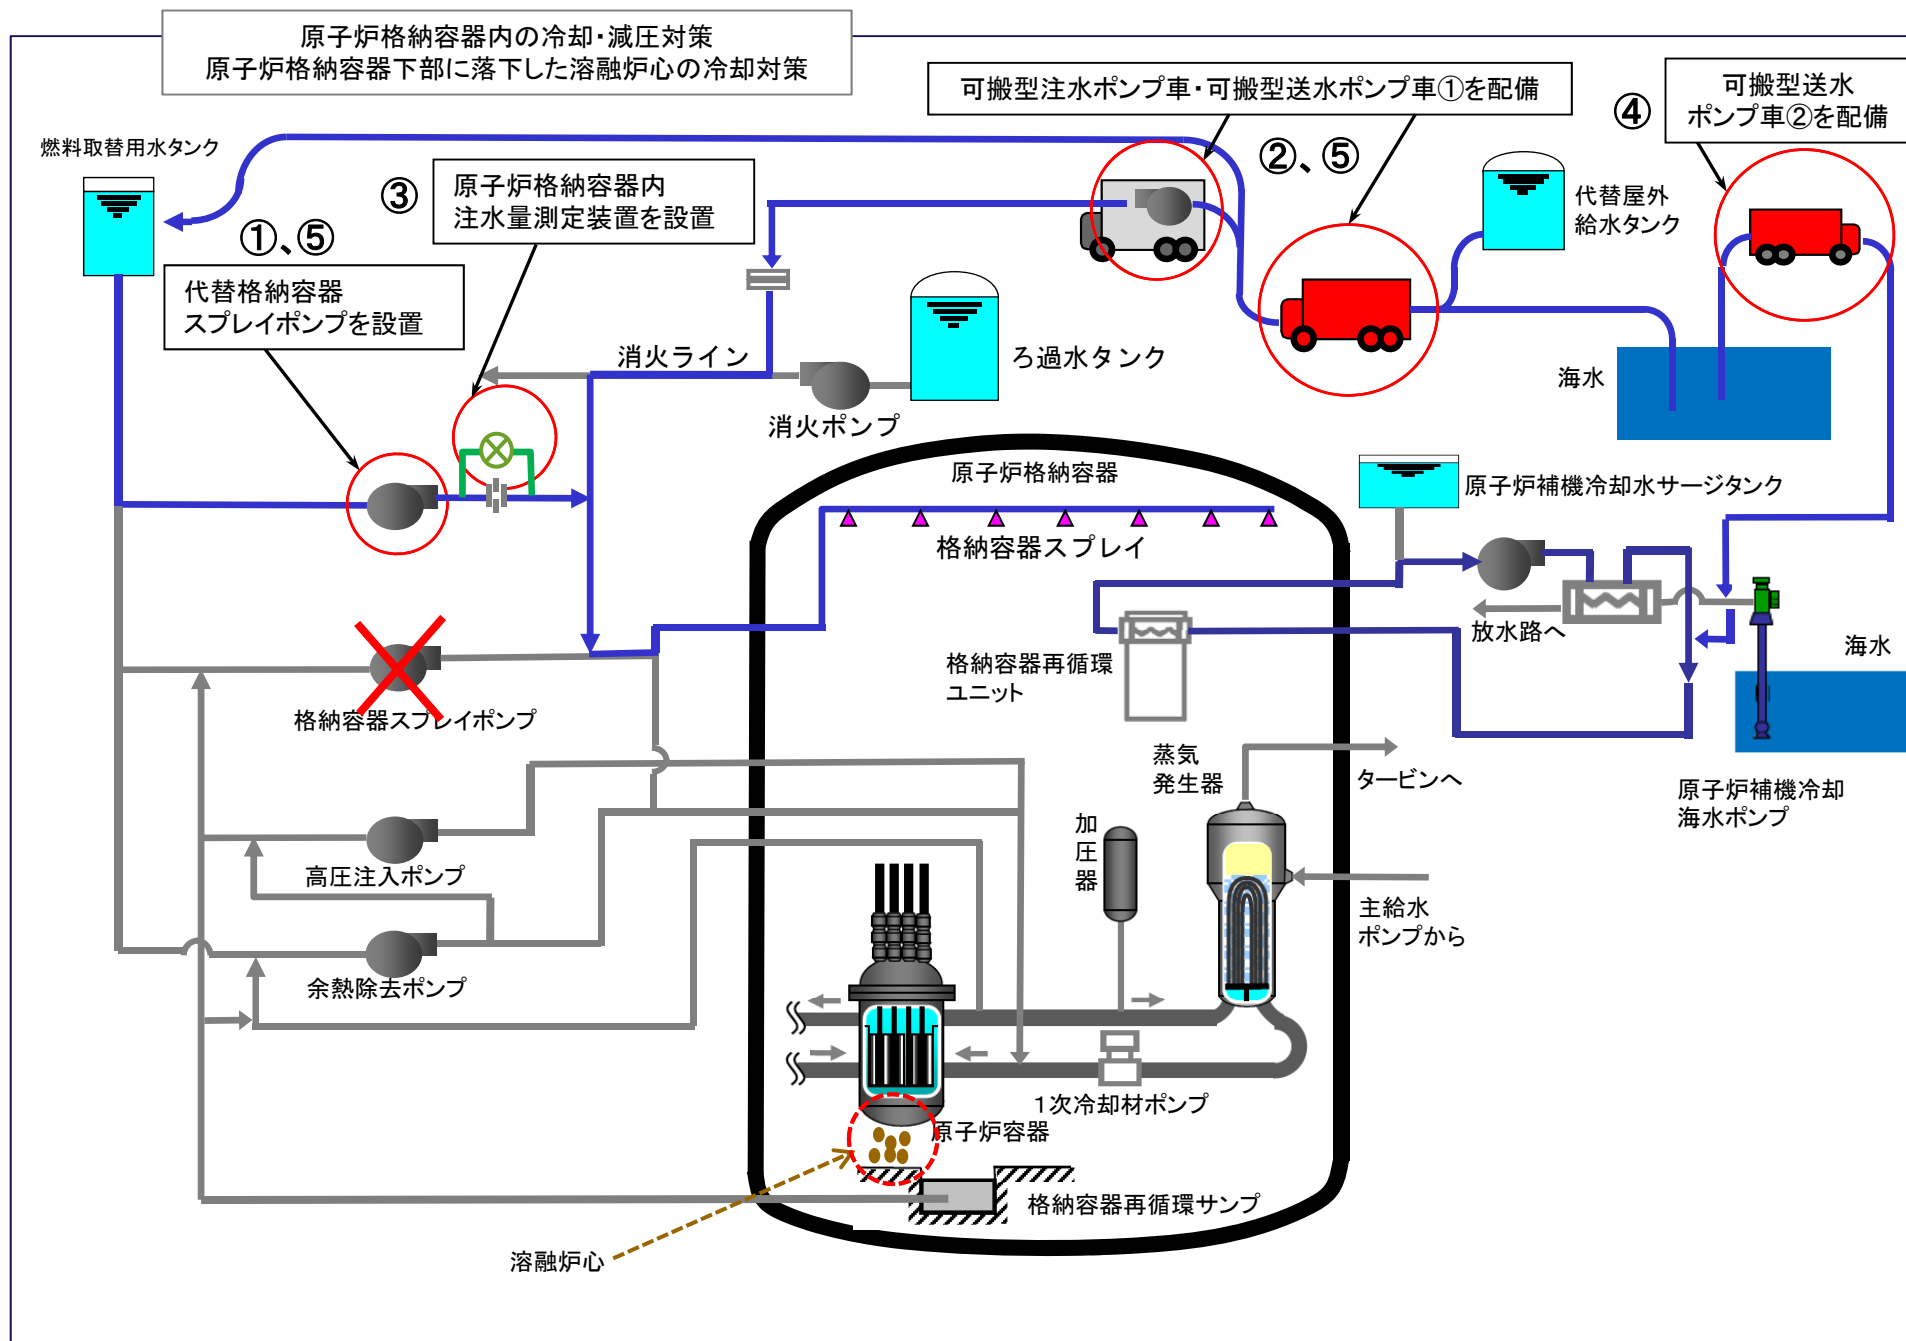 原子炉格納容器内の冷却・減圧対策
原子炉格納容器下部に落下した溶融炉心の冷却対策
可搬型注水ポンプ車・可搬型送水ポンプ車①を配備
④
可搬型送水
ポンプ車②を配備
燃料取替用水タンク
③
原子炉格納容器内
注水量測定装置を設置
②、⑤
代替屋外
給水タンク
①、⑤
代替格納容器
スプレイポンプを設置
消火ライン
ろ過水タンク
海水
消火ポンプ
原子炉格納容器
原子炉補機冷却水サージタンク
格納容器スプレイ
放水路へ
海水
格納容器再循環
ユニット
格納容器スプレイポンプ
蒸気
発生器
タービンへ
原子炉補機冷却
海水ポンプ
加
圧
器
高圧注入ポンプ
主給水
ポンプから
余熱除去ポンプ
1次冷却材ポンプ
原子炉容器
格納容器再循環サンプ
溶融炉心